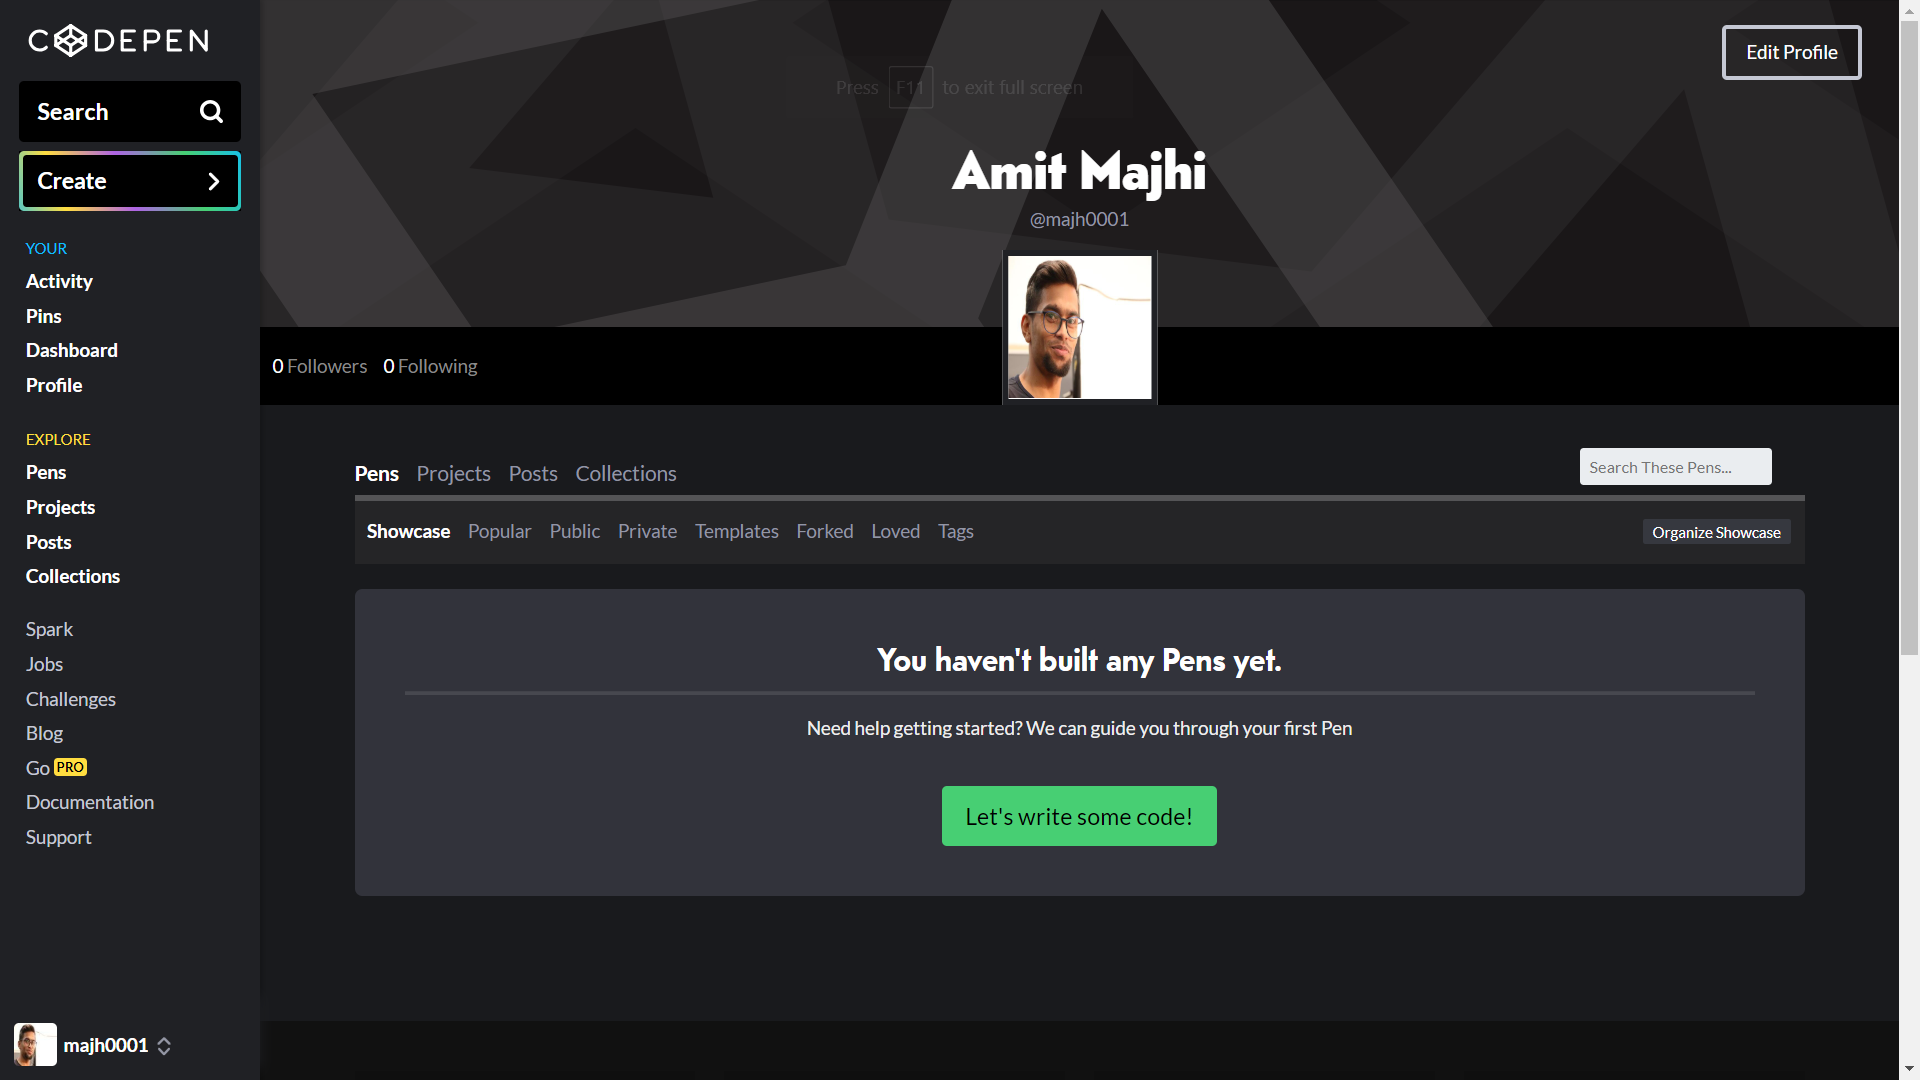 CODEPEN
Search
Create
YOUR
Activity
Pins
Dashboard
Profile
EXPLORE
Pens
Projects
Posts
Collections
Spark
Jobs
Challenges
Blog
Go PRO
Documentation
Support
majh0001
Press F11 to exit full screen
Edit Profile
Amit Majhi
@majh0001
0 Followers 0 Following
Pens Projects Posts Collections
Search These Pens...
Showcase Popular Public Private Templates Forked Loved Tags
Organize Showcase
You haven't built any Pens yet.
Need help getting started? We can guide you through your first Pen
Let's write some code!